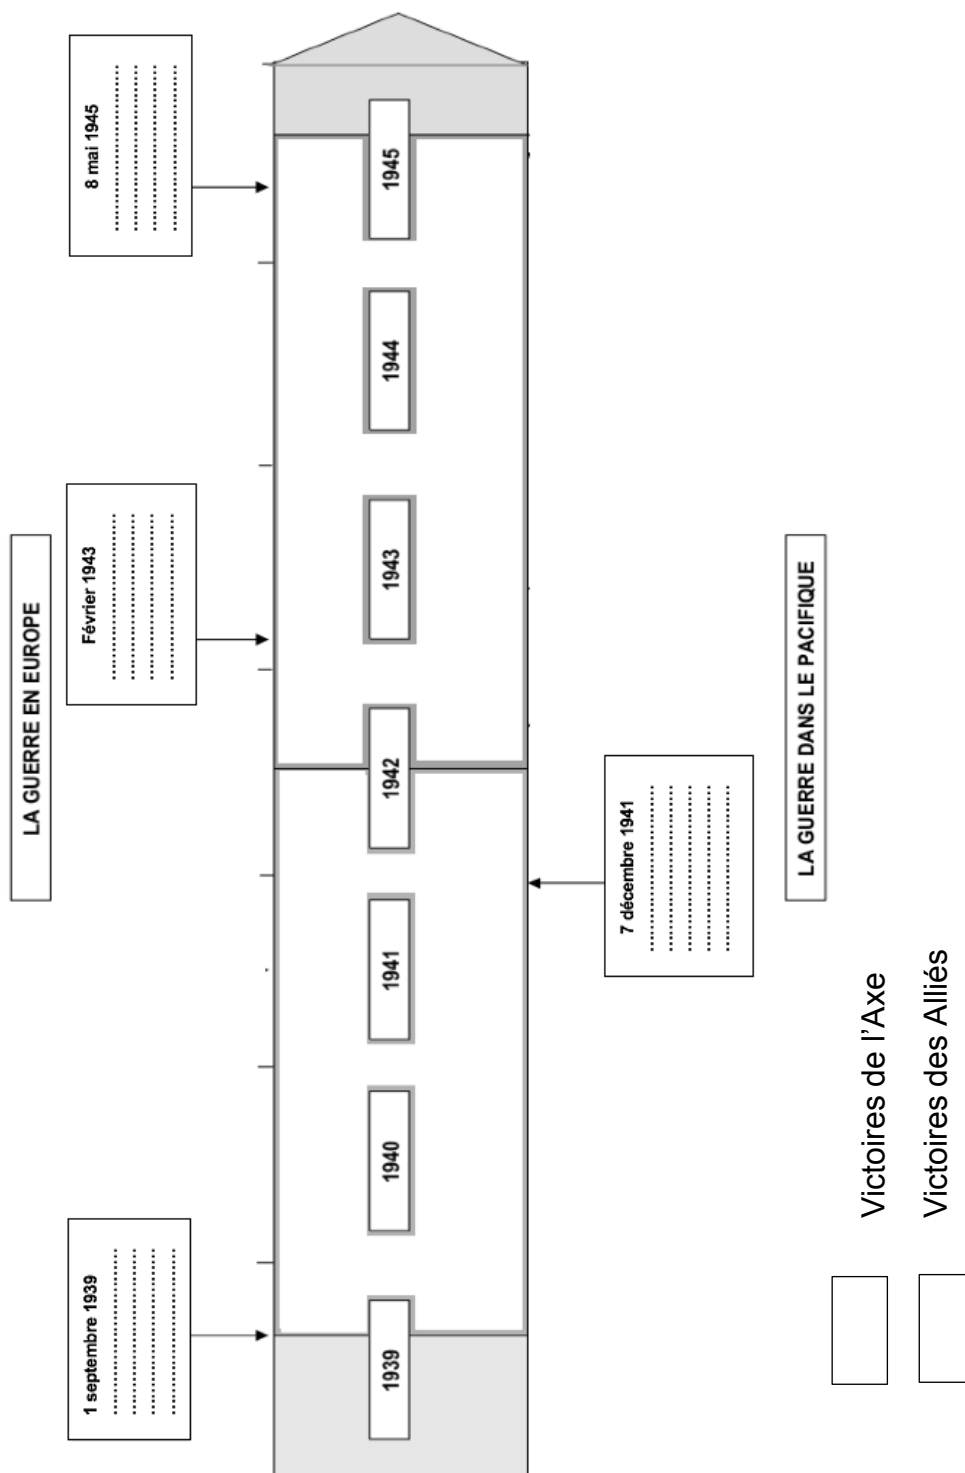 LA GUERRE EN EUROPE
1 septembre 1939
Février 1943
8 mai 1945
1939
1940
1941
1942
1943
1944
1945
7 décembre 1941
LA GUERRE DANS LE PACIFIQUE
Victoires de l'Axe
Victoires des Alliés